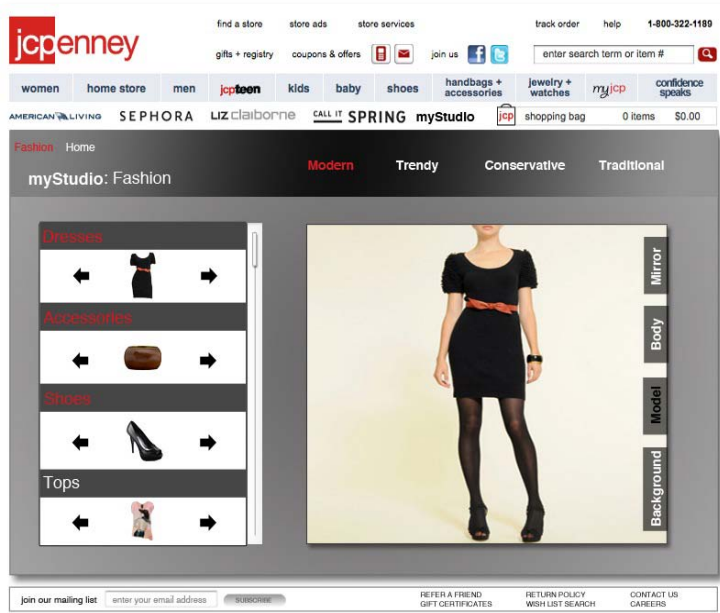 jcpenney
find a store store ads store services track order help 1-800-322-1189
gifts + registry coupons & offers join us enter search term or item #
women home store men jcpteen kids baby shoes handbags + accessories jewelry + watches myjcp confidence speaks
AMERICAN LIVING SEPHORA LIZ claiborne CALL IT SPRING myStudio jcp shopping bag 0 items $0.00
Fashion Home
myStudio: Fashion
Modern Trendy Conservative Traditional
Dresses
Accessories
Shoes
Tops
Mirror
Body
Model
Background
join our mailing list enter your email address SUBSCRIBE
REFER A FRIEND RETURN POLICY CONTACT US
GIFT CERTIFICATES WISH LIST SEARCH CAREERS